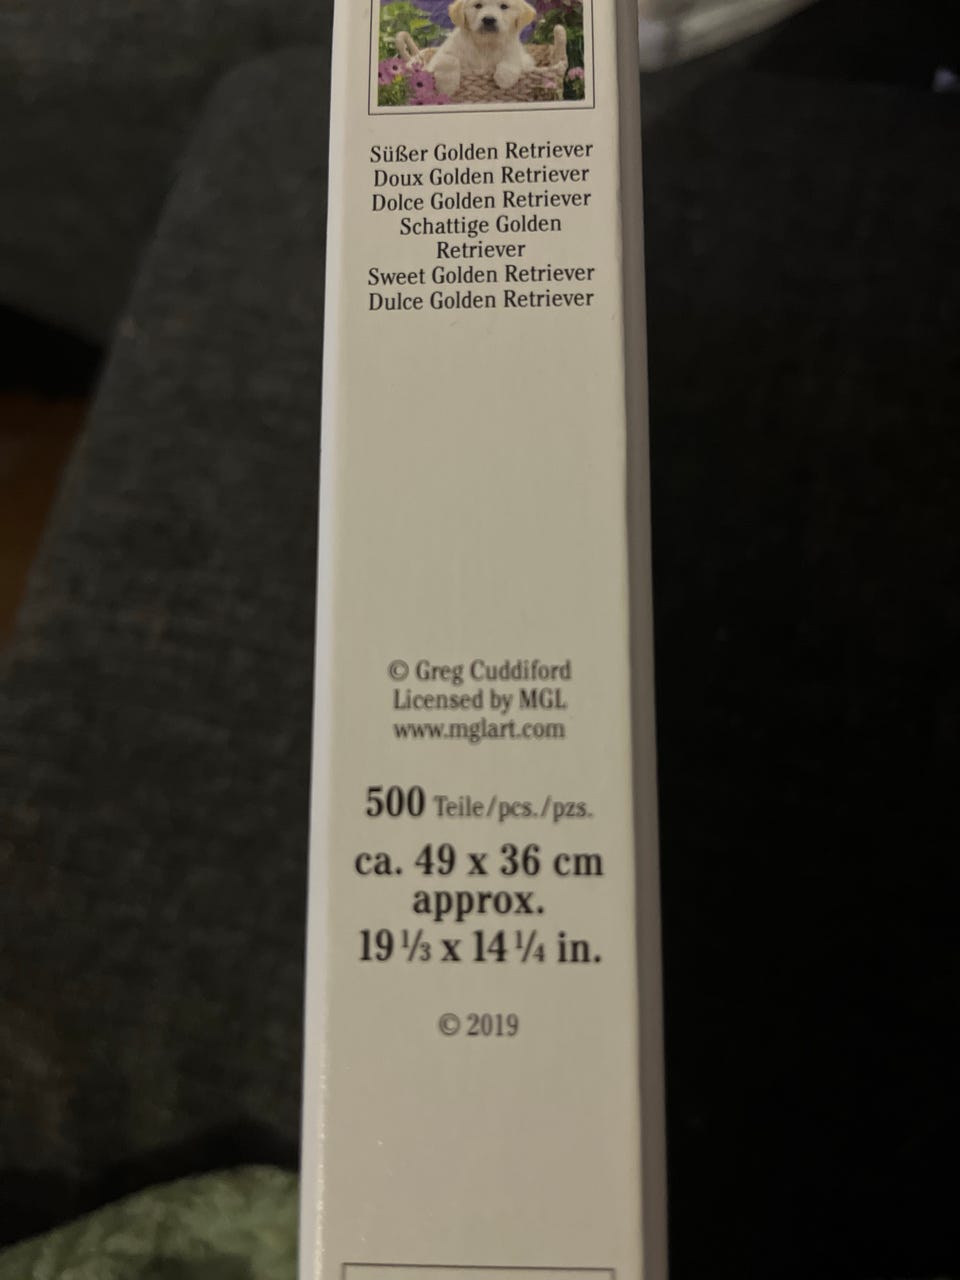 Süßer Golden Retriever
Doux Golden Retriever
Dolce Golden Retriever
Schattige Golden
Retriever
Sweet Golden Retriever
Dulce Golden Retriever
© Greg Cuddiford
Licensed by MGL
www.mglart.com
500 Teile/pcs./pzs.
ca. 49 x 36 cm
approx.
19 1/3 x 14 1/4 in.
© 2019